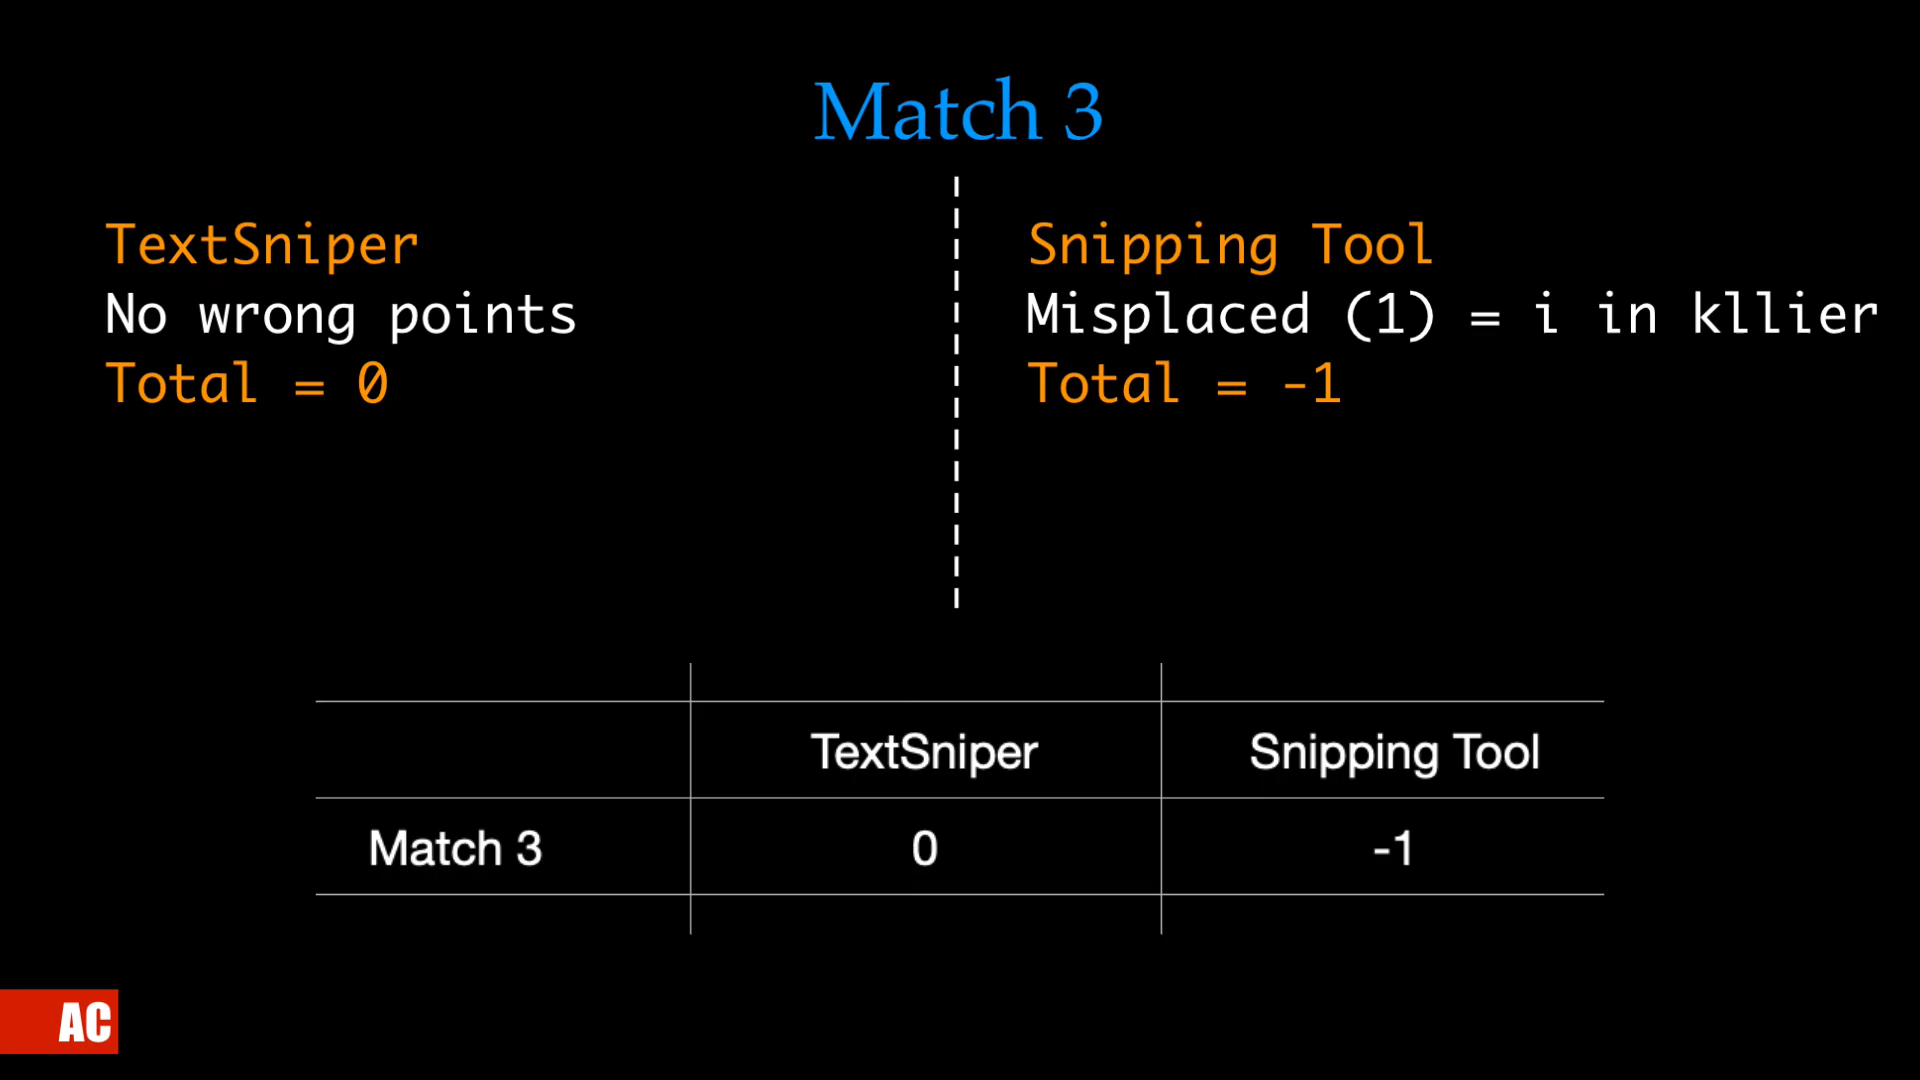 Match 3
TextSniper
No wrong points
Total = 0
Snipping Tool
Misplaced (1) = i in kllier
Total = -1
TextSniper Snipping Tool
Match 3 0 -1
AC